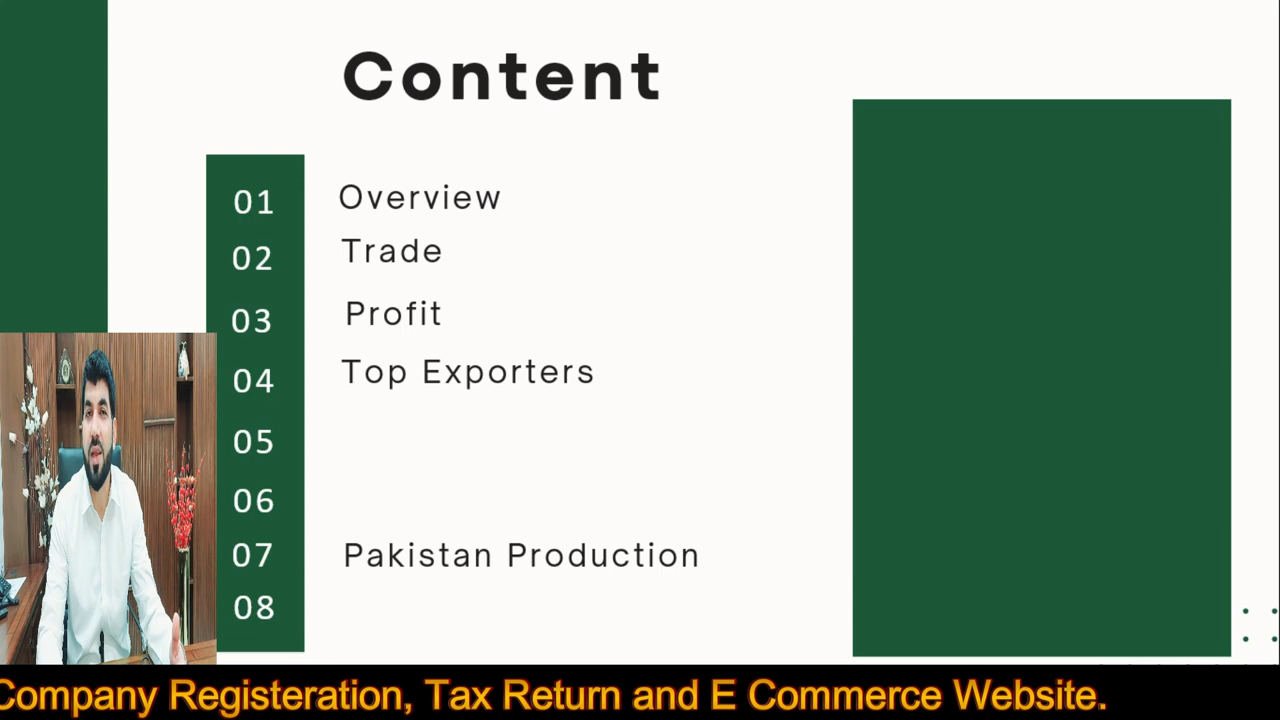 Content
01 Overview
02 Trade
03 Profit
04 Top Exporters
05
06
07 Pakistan Production
08
Company Registeration, Tax Return and E Commerce Website.